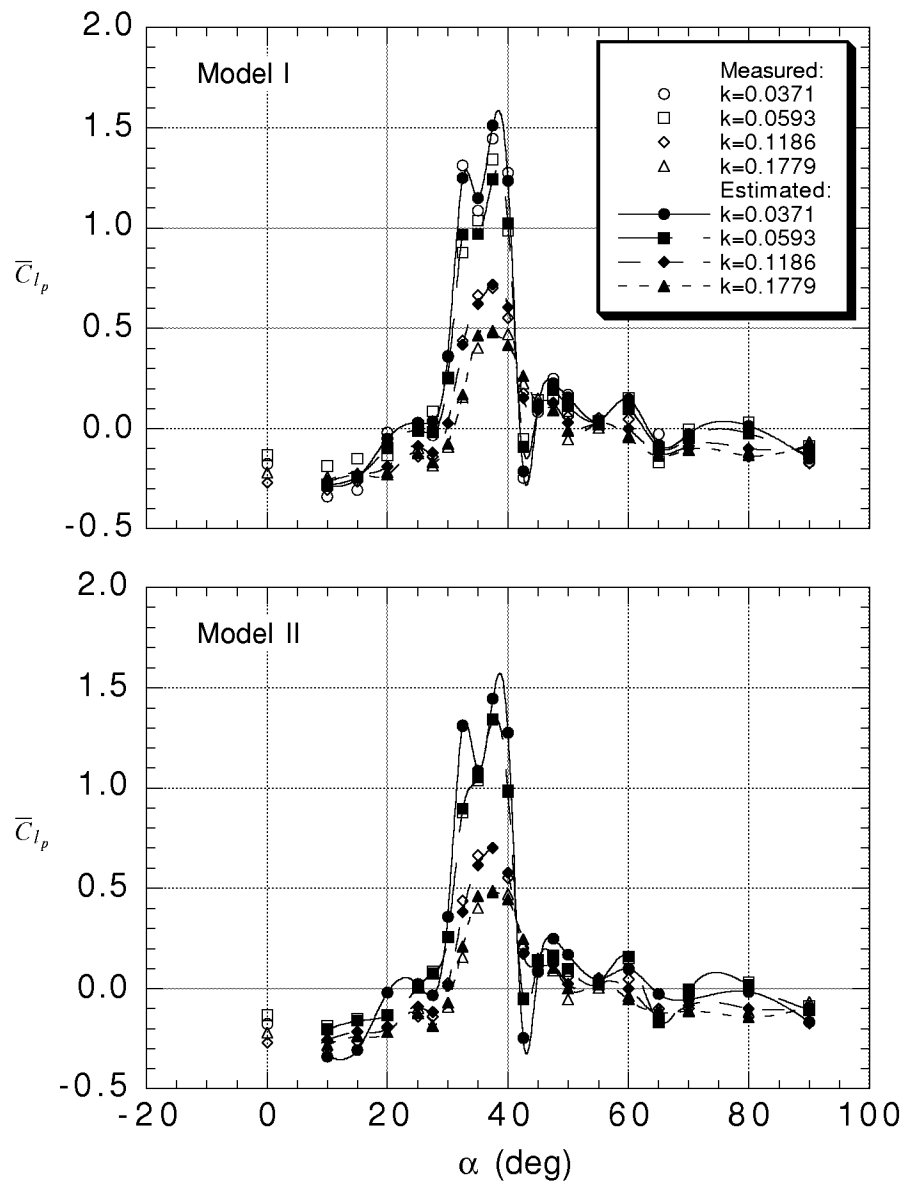 2.0
Model I
Measured:
k=0.0371
k=0.0593
k=0.1186
k=0.1779
Estimated:
k=0.0371
k=0.0593
k=0.1186
k=0.1779
1.5
1.0
C̅lₚ
0.5
0.0
-0.5
2.0
Model II
1.5
1.0
C̅lₚ
0.5
0.0
-0.5
-20 0 20 40 60 80 100
α (deg)